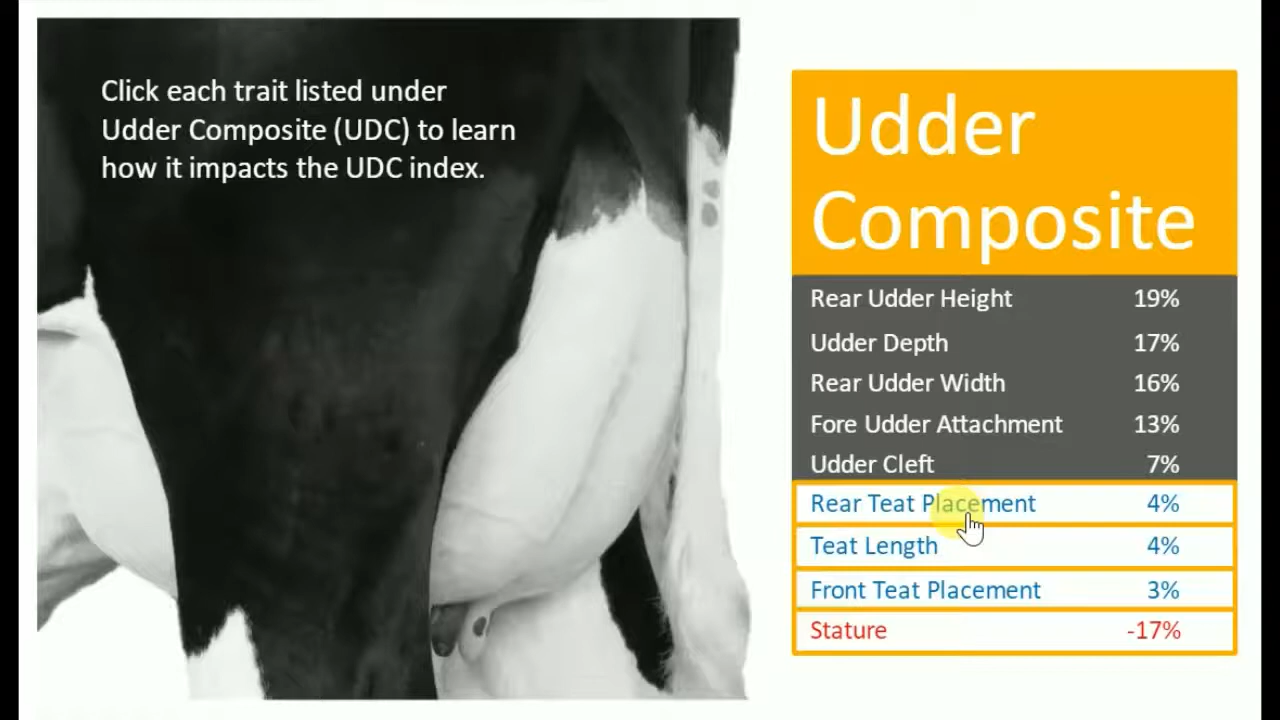 Click each trait listed under
Udder Composite (UDC) to learn
how it impacts the UDC index.
Udder
Composite
Rear Udder Height 19%
Udder Depth 17%
Rear Udder Width 16%
Fore Udder Attachment 13%
Udder Cleft 7%
Rear Teat Placement 4%
Teat Length 4%
Front Teat Placement 3%
Stature -17%